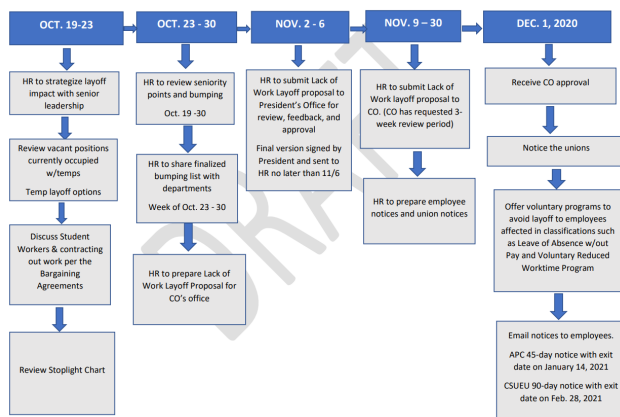 OCT. 19-23
OCT. 23 - 30
NOV. 2 - 6
NOV. 9 – 30
DEC. 1, 2020
HR to strategize layoff
impact with senior
leadership
Review vacant positions
currently occupied
w/temps
Temp layoff options
Discuss Student
Workers & contracting
out work per the
Bargaining
Agreements
Review Stoplight Chart
HR to review seniority
points and bumping
Oct. 19 -30
HR to share finalized
bumping list with
departments
Week of Oct. 23 - 30
HR to prepare Lack of
Work Layoff Proposal for
CO's office
HR to submit Lack of
Work Layoff proposal to
President's Office for
review, feedback, and
approval
Final version signed by
President and sent to
HR no later than 11/6
HR to submit Lack of
Work layoff proposal to
CO. (CO has requested 3-
week review period)
HR to prepare employee
notices and union notices
Receive CO approval
Notice the unions
Offer voluntary programs to
avoid layoff to employees
affected in classifications such
as Leave of Absence w/out
Pay and Voluntary Reduced
Worktime Program
Email notices to employees.
APC 45-day notice with exit
date on January 14, 2021
CSUEU 90-day notice with exit
date on Feb. 28, 2021
DRAFT